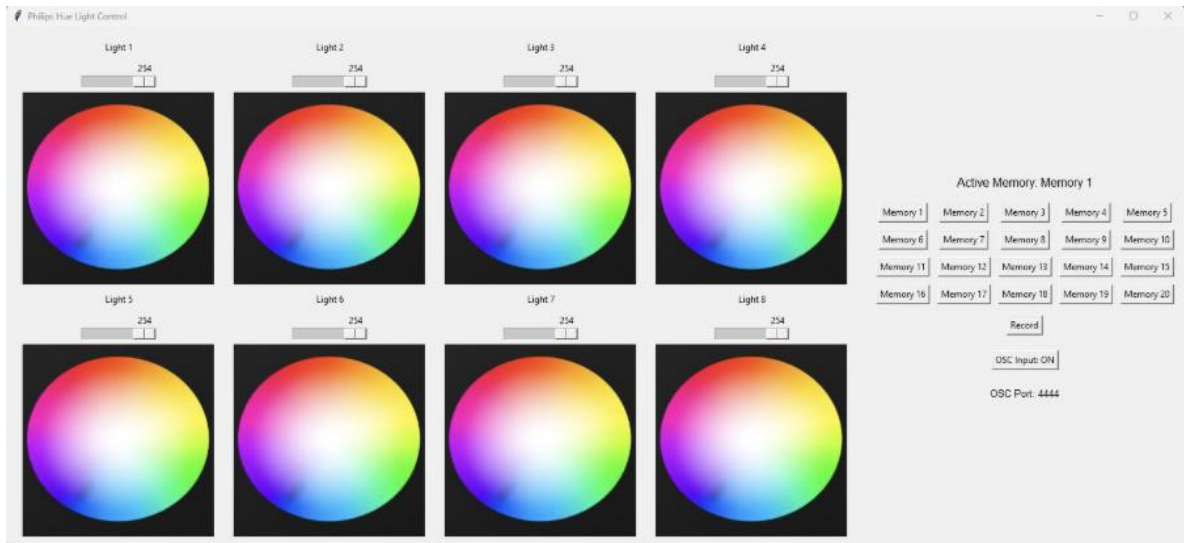 Philips Hue Light Control
Light 1 Light 2 Light 3 Light 4
254 254 254 254
Light 5 Light 6 Light 7 Light 8
254 254 254 254
Active Memory: Memory 1
Memory 1 Memory 2 Memory 3 Memory 4 Memory 5
Memory 6 Memory 7 Memory 8 Memory 9 Memory 10
Memory 11 Memory 12 Memory 13 Memory 14 Memory 15
Memory 16 Memory 17 Memory 18 Memory 19 Memory 20
Record
OSC Input: ON
OSC Port: 4444